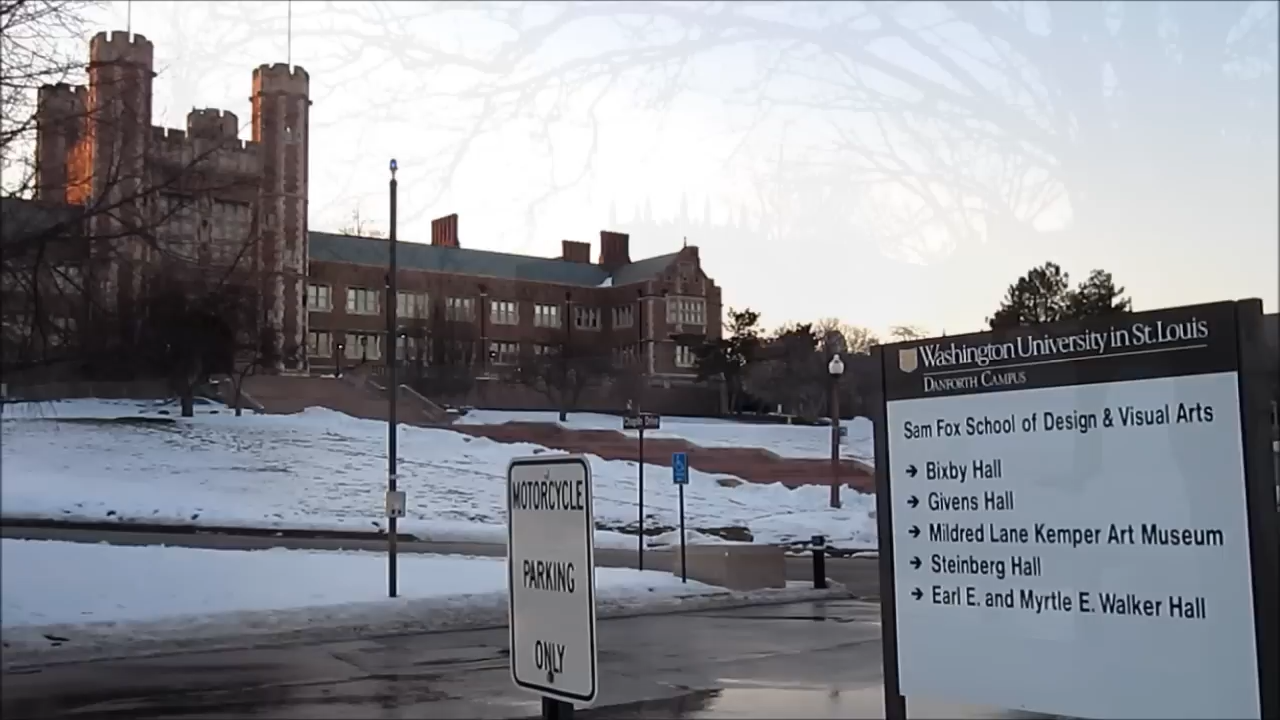 Washington University in St. Louis
DANFORTH CAMPUS
Sam Fox School of Design & Visual Arts
→ Bixby Hall
→ Givens Hall
→ Mildred Lane Kemper Art Museum
→ Steinberg Hall
→ Earl E. and Myrtle E. Walker Hall
MOTORCYCLE
PARKING
ONLY